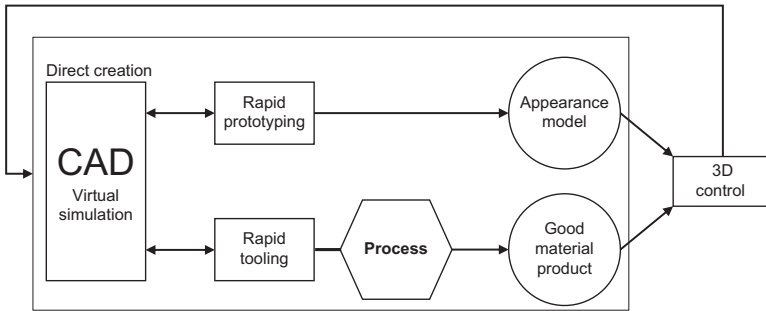 Direct creation
CAD
Virtual
simulation
Rapid
prototyping
Appearance
model
3D
control
Rapid
tooling
Process
Good
material
product